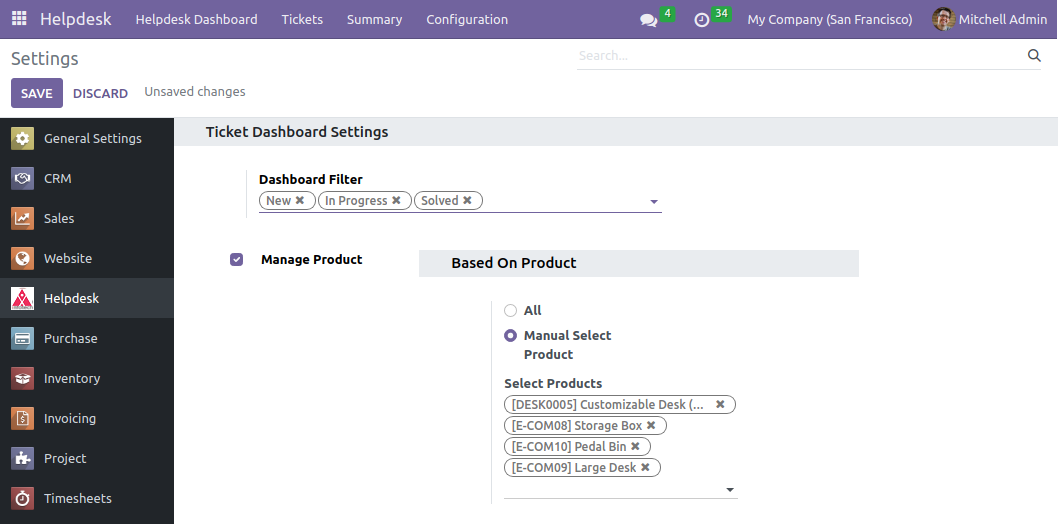 Helpdesk Helpdesk Dashboard Tickets Summary Configuration 4 34 My Company (San Francisco) Mitchell Admin
Settings Search...
SAVE DISCARD Unsaved changes
General Settings
CRM
Sales
Website
Helpdesk
Purchase
Inventory
Invoicing
Project
Timesheets
Ticket Dashboard Settings
Dashboard Filter
New ✖ In Progress ✖ Solved ✖
Manage Product Based On Product
All
Manual Select
Product
Select Products
[DESK0005] Customizable Desk (... ✖
[E-COM08] Storage Box ✖
[E-COM10] Pedal Bin ✖
[E-COM09] Large Desk ✖